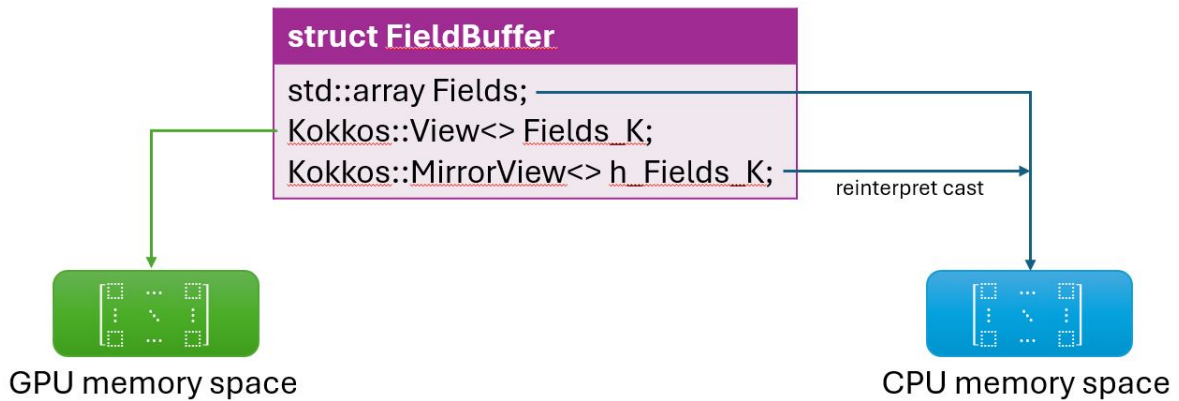 struct FieldBuffer
std::array Fields;
Kokkos::View<> Fields_K;
Kokkos::MirrorView<> h_Fields_K;
reinterpret cast
GPU memory space
CPU memory space